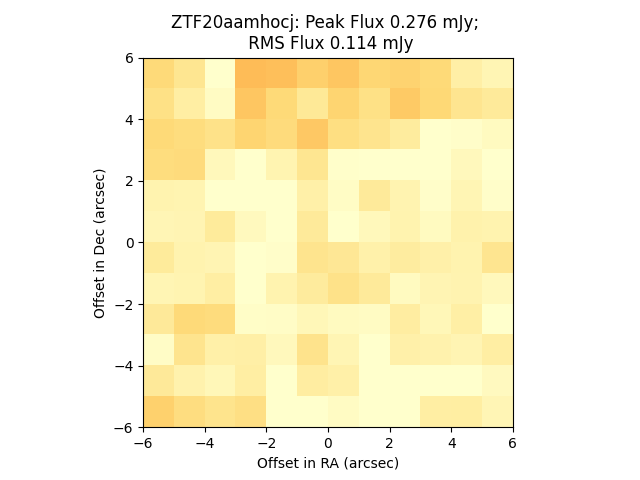 ZTF20aamhocj: Peak Flux 0.276 mJy;
RMS Flux 0.114 mJy
6
4
2
0
−2
−4
−6
Offset in Dec (arcsec)
−6 −4 −2 0 2 4 6
Offset in RA (arcsec)